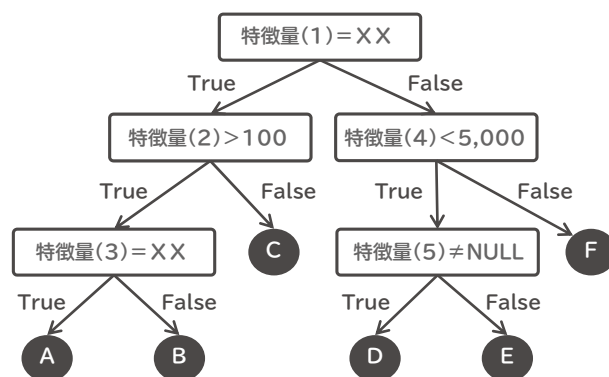 特徴量(1)=XX
True
False
特徴量(2)>100
特徴量(4)<5,000
True
False
True
False
特徴量(3)=XX
C
特徴量(5)≠NULL
F
True
False
True
False
A
B
D
E